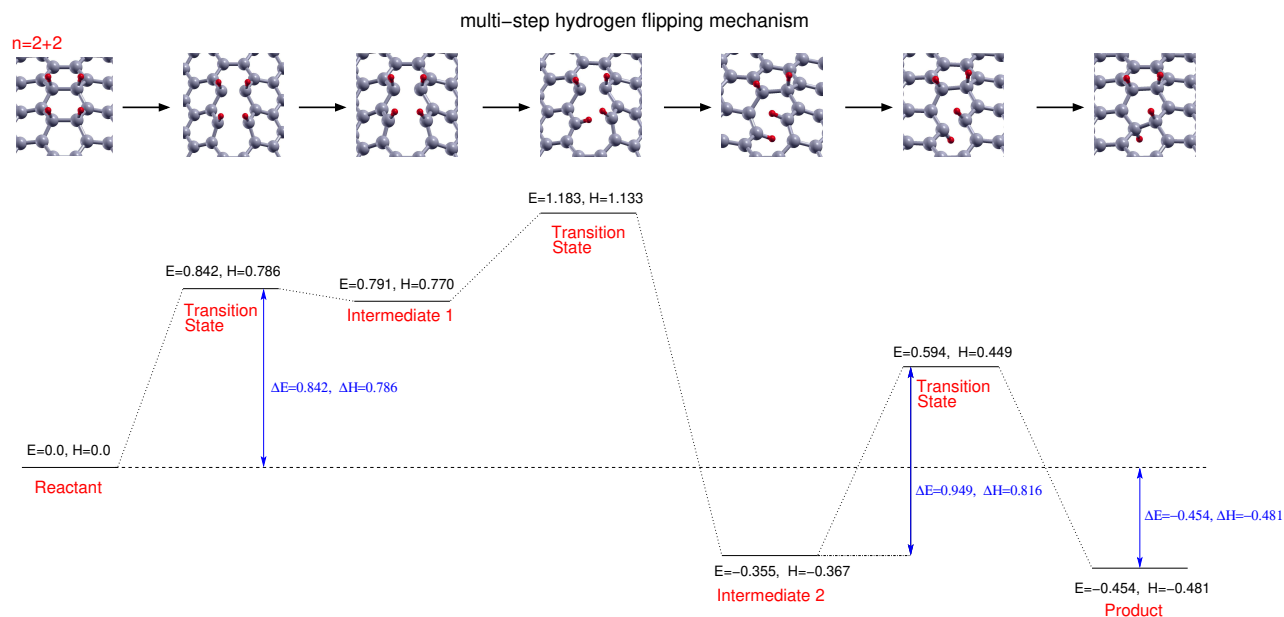 multi−step hydrogen flipping mechanism
n=2+2
E=1.183, H=1.133
Transition
State
E=0.842, H=0.786
E=0.791, H=0.770
Transition
State
Intermediate 1
E=0.594, H=0.449
ΔE=0.842, ΔH=0.786
Transition
State
E=0.0, H=0.0
Reactant
ΔE=0.949, ΔH=0.816
ΔE=−0.454, ΔH=−0.481
E=−0.355, H=−0.367
Intermediate 2
E=−0.454, H=−0.481
Product